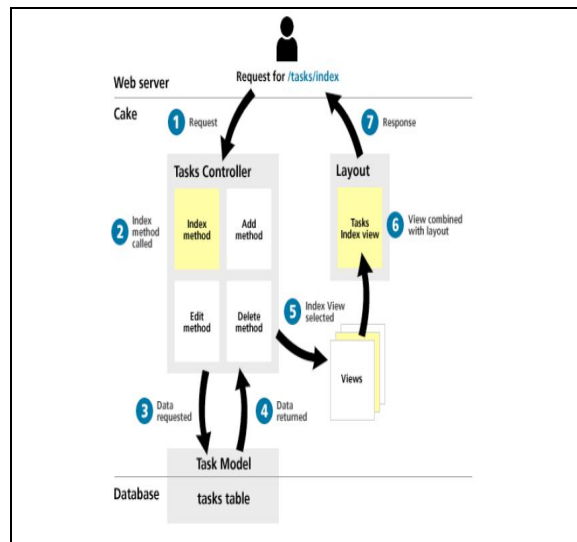 Request for /tasks/index
Web server
Cake
1 Request
7 Response
Tasks Controller
Layout
2 Index
method
called
Index
method
Add
method
Tasks
Index view
6 View combined
with layout
Edit
method
Delete
method
5 Index View
selected
Views
3 Data
requested
4 Data
returned
Task Model
Database
tasks table